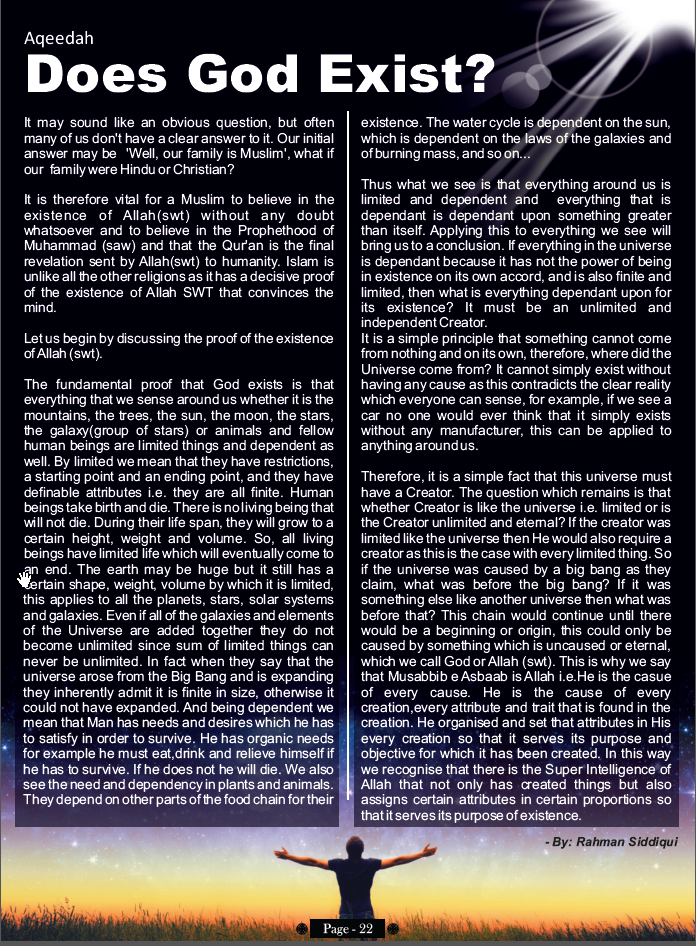 Aqeedah
Does God Exist?
It may sound like an obvious question, but often
many of us don't have a clear answer to it. Our initial
answer may be 'Well, our family is Muslim', what if
our family were Hindu or Christian?
It is therefore vital for a Muslim to believe in the
existence of Allah(swt) without any doubt
whatsoever and to believe in the Prophethood of
Muhammad (saw) and that the Qur'an is the final
revelation sent by Allah(swt) to humanity. Islam is
unlike all the other religions as it has a decisive proof
of the existence of Allah SWT that convinces the
mind.
Let us begin by discussing the proof of the existence
of Allah (swt).
The fundamental proof that God exists is that
everything that we sense around us whether it is the
mountains, the trees, the sun, the moon, the stars,
the galaxy(group of stars) or animals and fellow
human beings are limited things and dependent as
well. By limited we mean that they have restrictions,
a starting point and an ending point, and they have
definable attributes i.e. they are all finite. Human
beings take birth and die. There is no living being that
will not die. During their life span, they will grow to a
certain height, weight and volume. So, all living
beings have limited life which will eventually come to
an end. The earth may be huge but it still has a
certain shape, weight, volume by which it is limited,
this applies to all the planets, stars, solar systems
and galaxies. Even if all of the galaxies and elements
of the Universe are added together they do not
become unlimited since sum of limited things can
never be unlimited. In fact when they say that the
universe arose from the Big Bang and is expanding
they inherently admit it is finite in size, otherwise it
could not have expanded. And being dependent we
mean that Man has needs and desires which he has
to satisfy in order to survive. He has organic needs
for example he must eat,drink and relieve himself if
he has to survive. If he does not he will die. We also
see the need and dependency in plants and animals.
They depend on other parts of the food chain for their
existence. The water cycle is dependent on the sun,
which is dependent on the laws of the galaxies and
of burning mass, and so on...
Thus what we see is that everything around us is
limited and dependent and everything that is
dependant is dependant upon something greater
than itself. Applying this to everything we see will
bring us to a conclusion. If everything in the universe
is dependant because it has not the power of being
in existence on its own accord, and is also finite and
limited, then what is everything dependant upon for
its existence? It must be an unlimited and
independent Creator.
It is a simple principle that something cannot come
from nothing and on its own, therefore, where did the
Universe come from? It cannot simply exist without
having any cause as this contradicts the clear reality
which everyone can sense, for example, if we see a
car no one would ever think that it simply exists
without any manufacturer, this can be applied to
anything around us.
Therefore, it is a simple fact that this universe must
have a Creator. The question which remains is that
whether Creator is like the universe i.e. limited or is
the Creator unlimited and eternal? If the creator was
limited like the universe then He would also require a
creator as this is the case with every limited thing. So
if the universe was caused by a big bang as they
claim, what was before the big bang? If it was
something else like another universe then what was
before that? This chain would continue until there
would be a beginning or origin, this could only be
caused by something which is uncaused or eternal,
which we call God or Allah (swt). This is why we say
that Musabbib e Asbaab is Allah i.e.He is the casue
of every cause. He is the cause of every
creation,every attribute and trait that is found in the
creation. He organised and set that attributes in His
every creation so that it serves its purpose and
objective for which it has been created. In this way
we recognise that there is the Super Intelligence of
Allah that not only has created things but also
assigns certain attributes in certain proportions so
that it serves its purpose of existence.
- By: Rahman Siddiqui
Page - 22